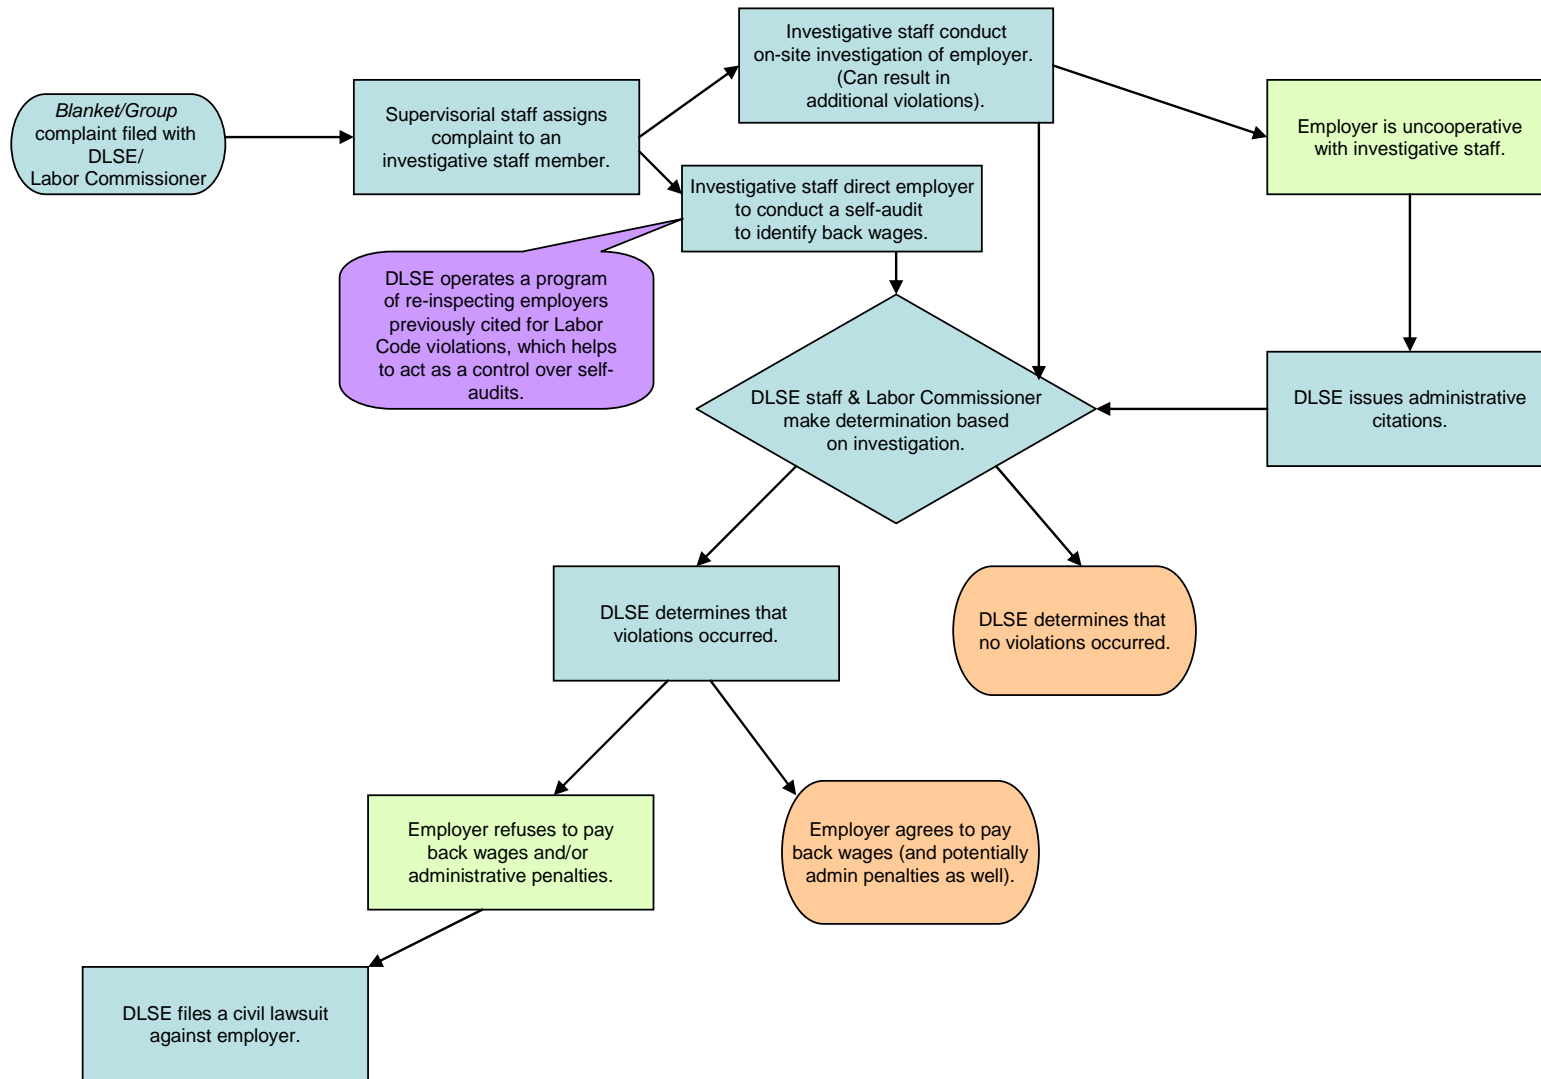 Blanket/Group
complaint filed with
DLSE/
Labor Commissioner
Supervisorial staff assigns
complaint to an
investigative staff member.
Investigative staff conduct
on-site investigation of employer.
(Can result in
additional violations).
Employer is uncooperative
with investigative staff.
Investigative staff direct employer
to conduct a self-audit
to identify back wages.
DLSE operates a program
of re-inspecting employers
previously cited for Labor
Code violations, which helps
to act as a control over self-
audits.
DLSE staff & Labor Commissioner
make determination based
on investigation.
DLSE issues administrative
citations.
DLSE determines that
violations occurred.
DLSE determines that
no violations occurred.
Employer refuses to pay
back wages and/or
administrative penalties.
Employer agrees to pay
back wages (and potentially
admin penalties as well).
DLSE files a civil lawsuit
against employer.